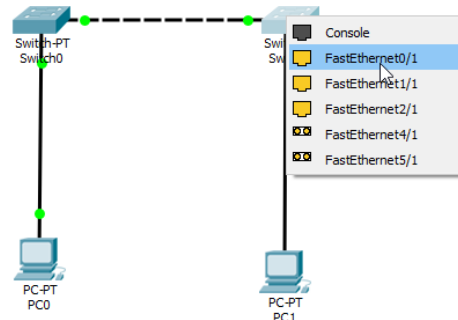 Switch-PT
Switch0
Console
FastEthernet0/1
FastEthernet1/1
FastEthernet2/1
FastEthernet4/1
FastEthernet5/1
PC-PT
PC0
PC-PT
PC1